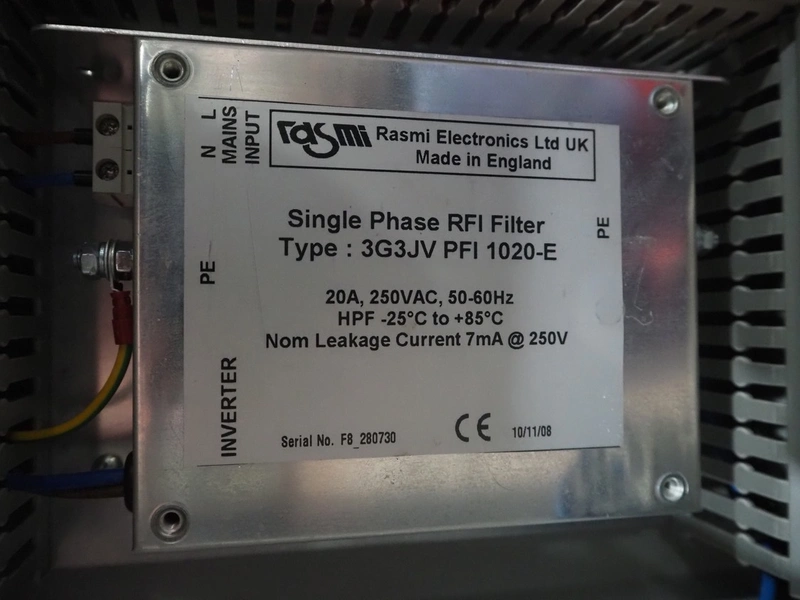 N L
MAINS
INPUT
rasmi
Rasmi Electronics Ltd UK
Made in England
PE
PE
Single Phase RFI Filter
Type : 3G3JV PFI 1020-E
20A, 250VAC, 50-60Hz
HPF -25°C to +85°C
Nom Leakage Current 7mA @ 250V
INVERTER
Serial No. F8_280730
CE
10/11/08